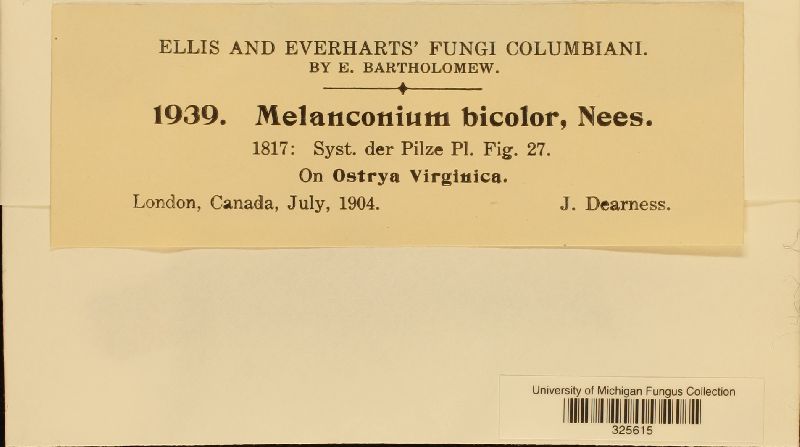 ELLIS AND EVERHARTS' FUNGI COLUMBIANI.
BY E. BARTHOLOMEW.
1939. Melanconium bicolor, Nees.
1817: Syst. der Pilze Pl. Fig. 27.
On Ostrya Virginica.
London, Canada, July, 1904. J. Dearness.
University of Michigan Fungus Collection
325615